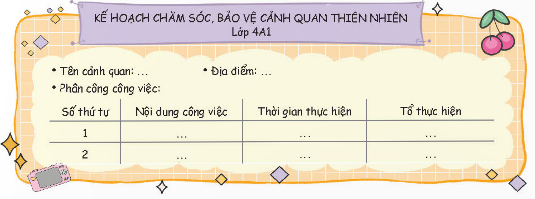 KẾ HOẠCH CHĂM SÓC, BẢO VỆ CẢNH QUAN THIÊN NHIÊN
Lớp 4A1
• Tên cảnh quan: ... • Địa điểm: ...
• Phân công công việc:
Số thứ tự Nội dung công việc Thời gian thực hiện Tổ thực hiện
1 ... ... ...
2 ... ... ...